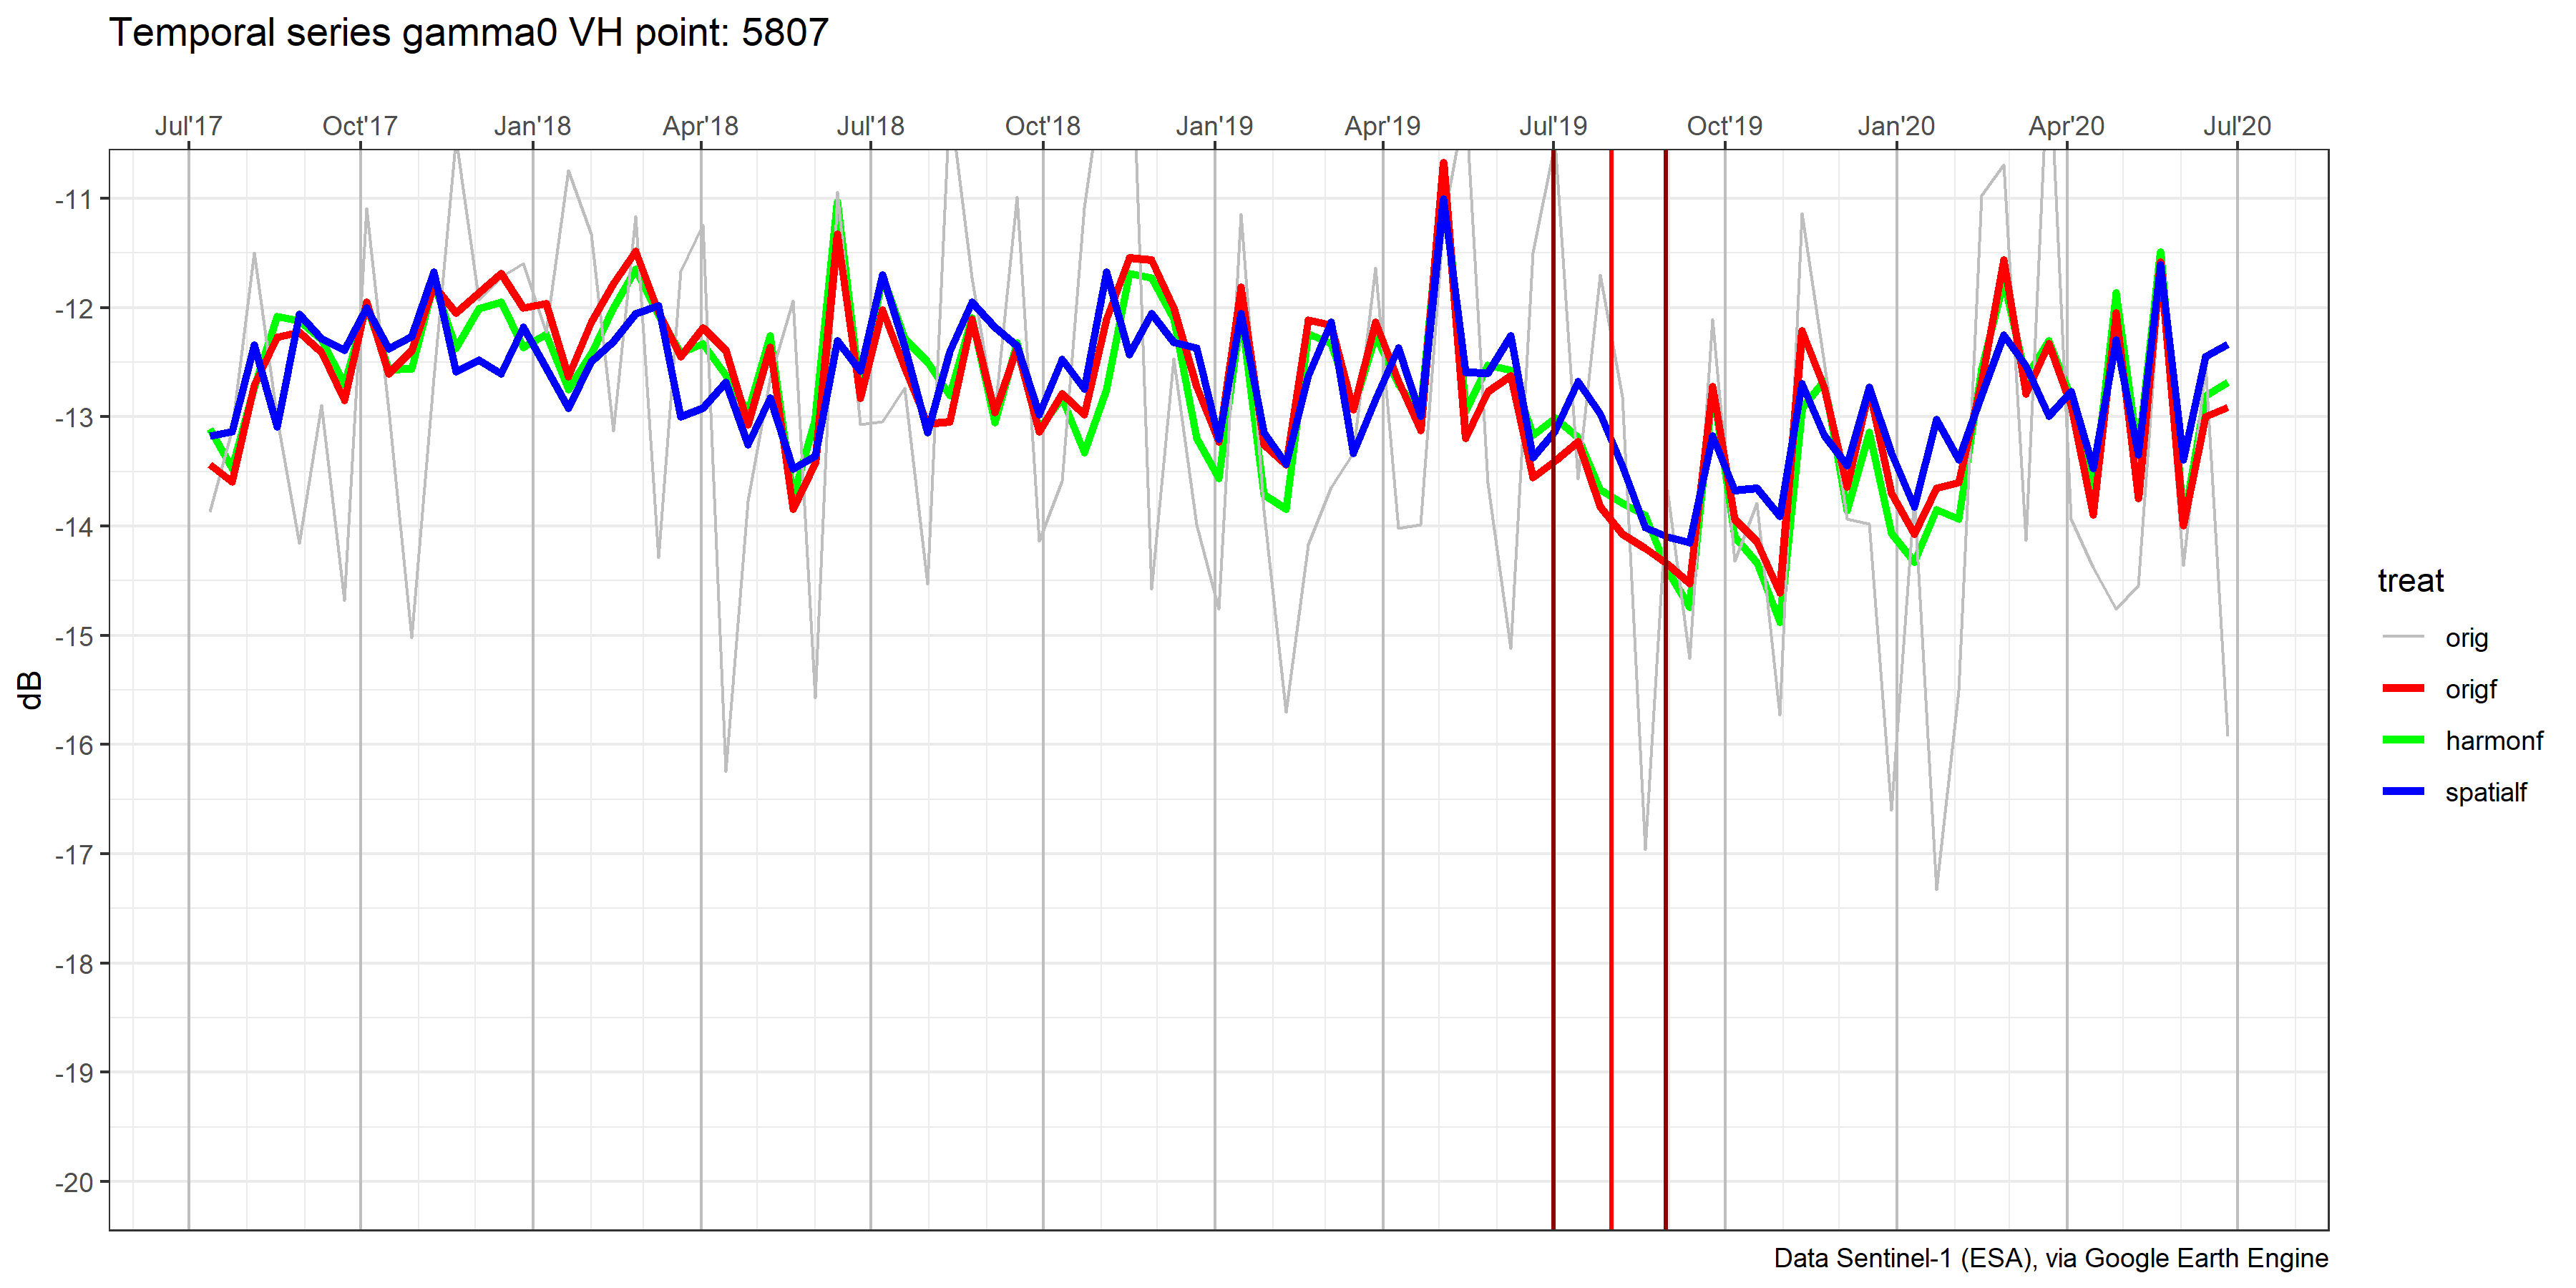 Temporal series gamma0 VH point: 5807
Jul'17 Oct'17 Jan'18 Apr'18 Jul'18 Oct'18 Jan'19 Apr'19 Jul'19 Oct'19 Jan'20 Apr'20 Jul'20
-11
-12
-13
-14
-15
-16
-17
-18
-19
-20
dB
treat
orig
origf
harmonf
spatialf
Data Sentinel-1 (ESA), via Google Earth Engine